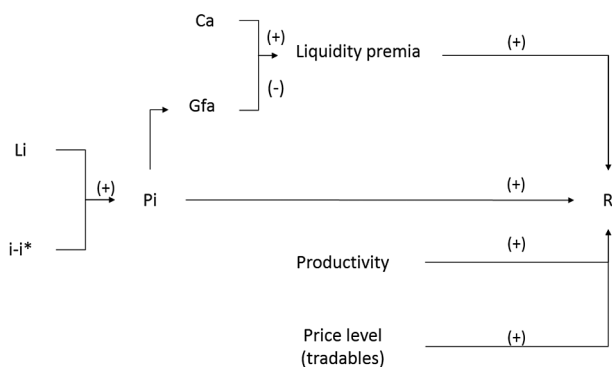 Ca
(+)
Liquidity premia
(+)
(-)
Gfa
Li
(+)
Pi
(+)
R
i-i*
(+)
Productivity
Price level
(tradables)
(+)